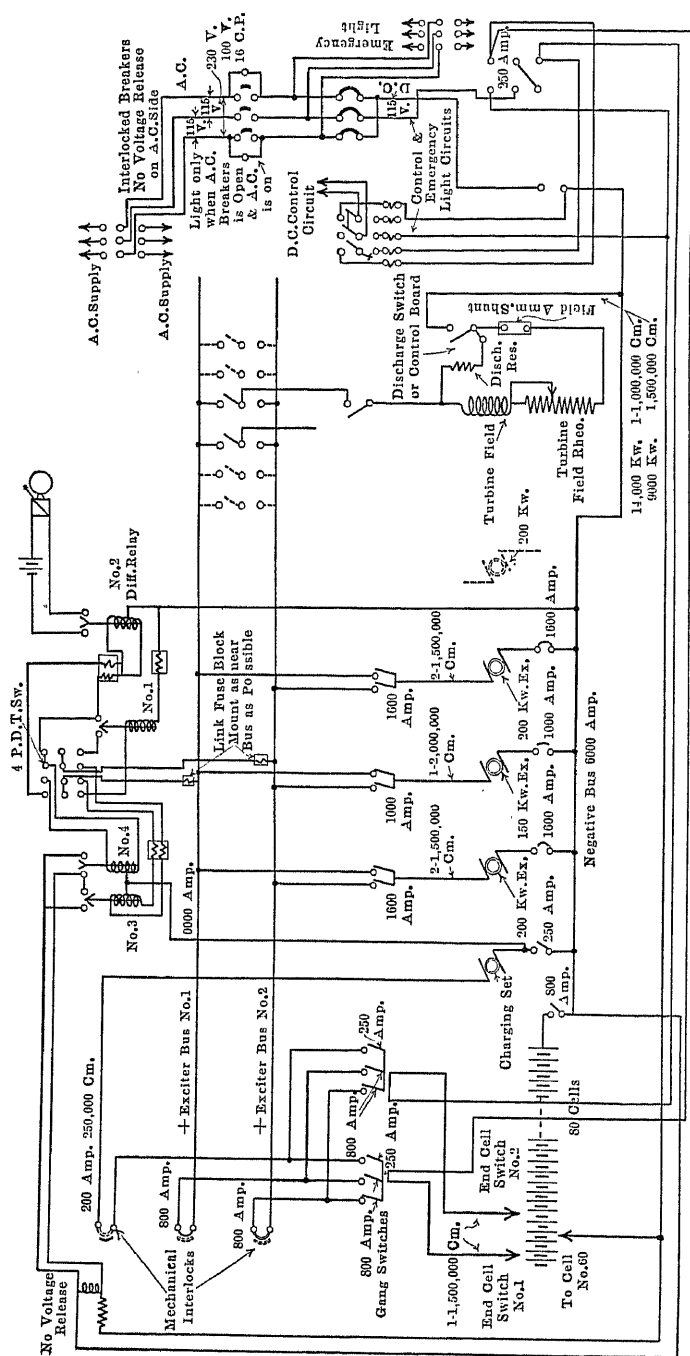 Interlocked Breakers
No Voltage Release
on A.C.Side
A.C.Supply
A.C.Supply
A.C.
115
V.
115
V.
230 V.
100 V.
16 C.P.
Light only
when A.C.
Breakers
is Open
& A.C.
is on
Emergency
Light
D.C.
115
V.
250 Amp.
D.C.Control
Circuit
Control &
Emergency
Light Circuits
Discharge Switch
or Control Board
Field Amm.Shunt
Disch.
Res.
Turbine Field
Turbine
Field Rheo.
14,000 Kw. 1-1,000,000 Cm.
9000 Kw. 1,500,000 Cm.
200 Kw.
No.2
Diff.Relay
No.1
4 P.D.T.Sw.
No.4
No.3
Link Fuse Block
Mount as near
Bus as Possible
0000 Amp.
+ Exciter Bus No.1
+ Exciter Bus No.2
1600
Amp.
2-1,500,000
Cm.
200 Kw.Ex.
1600 Amp.
1000
Amp.
1-2,000,000
Cm.
150 Kw.Ex.
1000 Amp.
1600
Amp.
2-1,500,000
Cm.
200 Kw.Ex.
1600 Amp.
Negative Bus 6000 Amp.
Charging Set
250 Amp.
800
Amp.
200 Amp. 250,000 Cm.
800 Amp.
800 Amp.
No Voltage
Release
Mechanical
Interlocks
250
Amp.
800 Amp.
250 Amp.
800 Amp.
Gang Switches
End Cell
Switch
No.2
1-1,500,000 Cm.
End Cell
Switch
No.1
80 Cells
To Cell
No.60